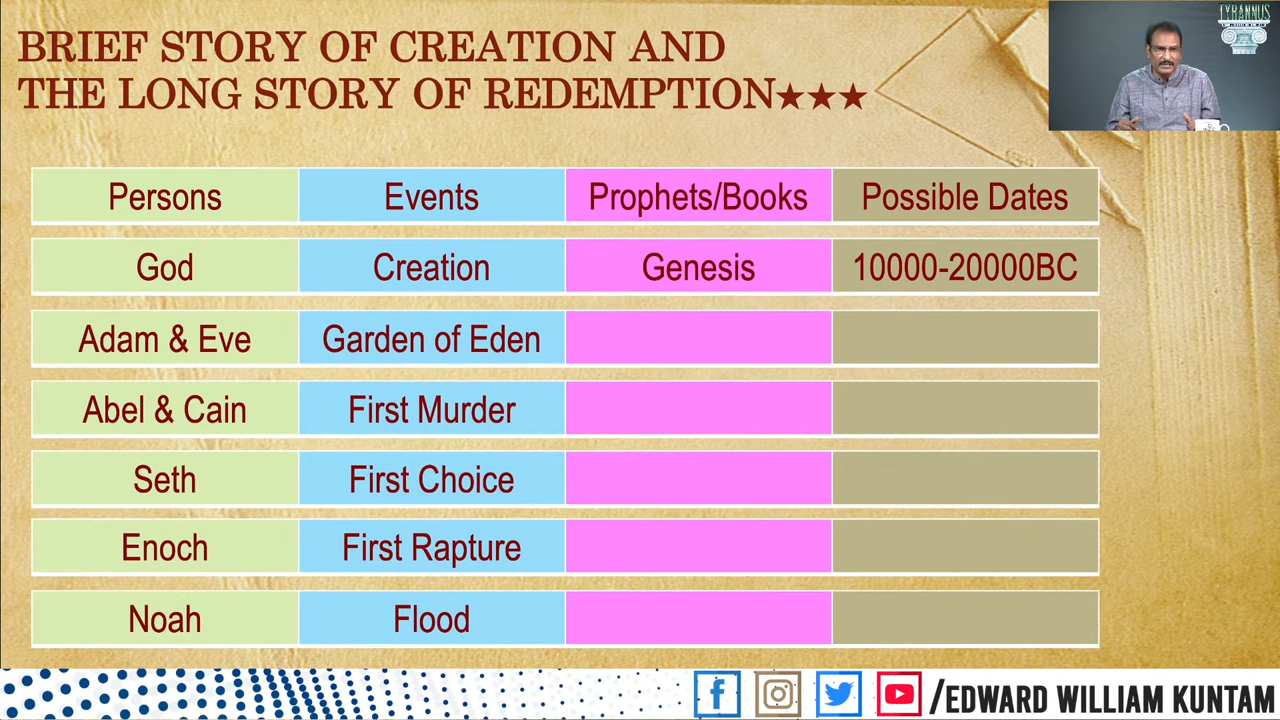 BRIEF STORY OF CREATION AND
THE LONG STORY OF REDEMPTION★★★
TYRANNUS
Persons Events Prophets/Books Possible Dates
God Creation Genesis 10000-20000BC
Adam & Eve Garden of Eden
Abel & Cain First Murder
Seth First Choice
Enoch First Rapture
Noah Flood
/EDWARD WILLIAM KUNTAM